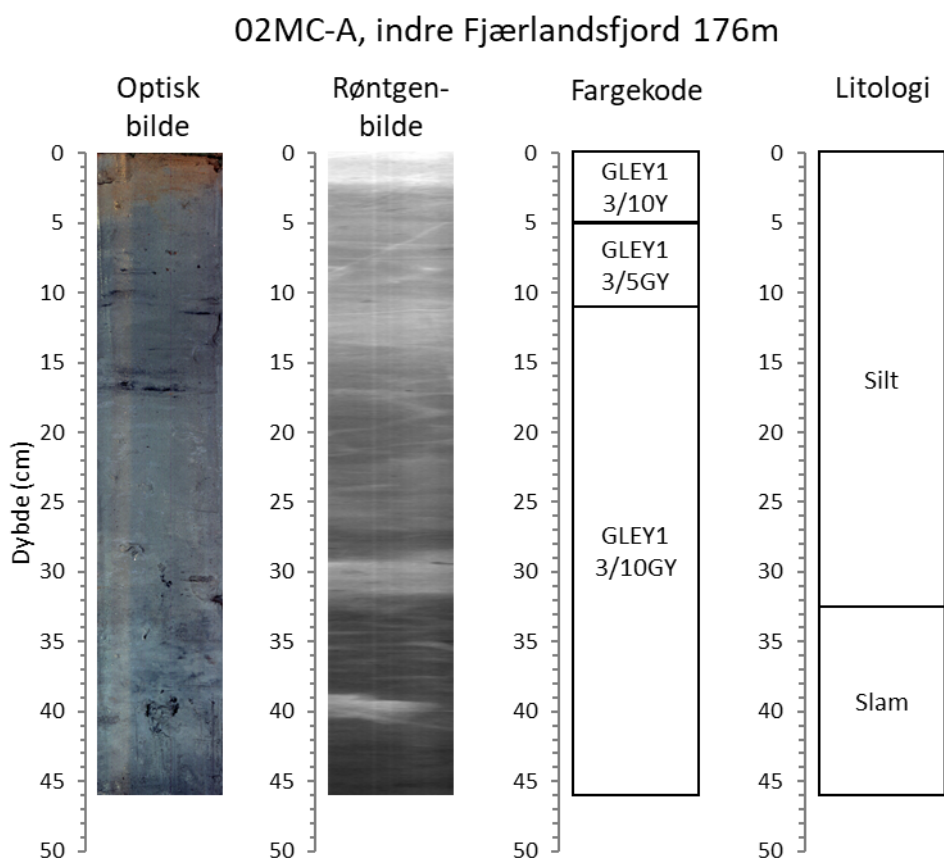 02MC-A, indre Fjærlandsfjord 176m
Optisk
bilde
Røntgen-
bilde
Fargekode
Litologi
Dybde (cm)
0
5
10
15
20
25
30
35
40
45
50
0
5
10
15
20
25
30
35
40
45
50
0
5
10
15
20
25
30
35
40
45
50
GLEY1
3/10Y
GLEY1
3/5GY
GLEY1
3/10GY
0
5
10
15
20
25
30
35
40
45
50
Silt
Slam